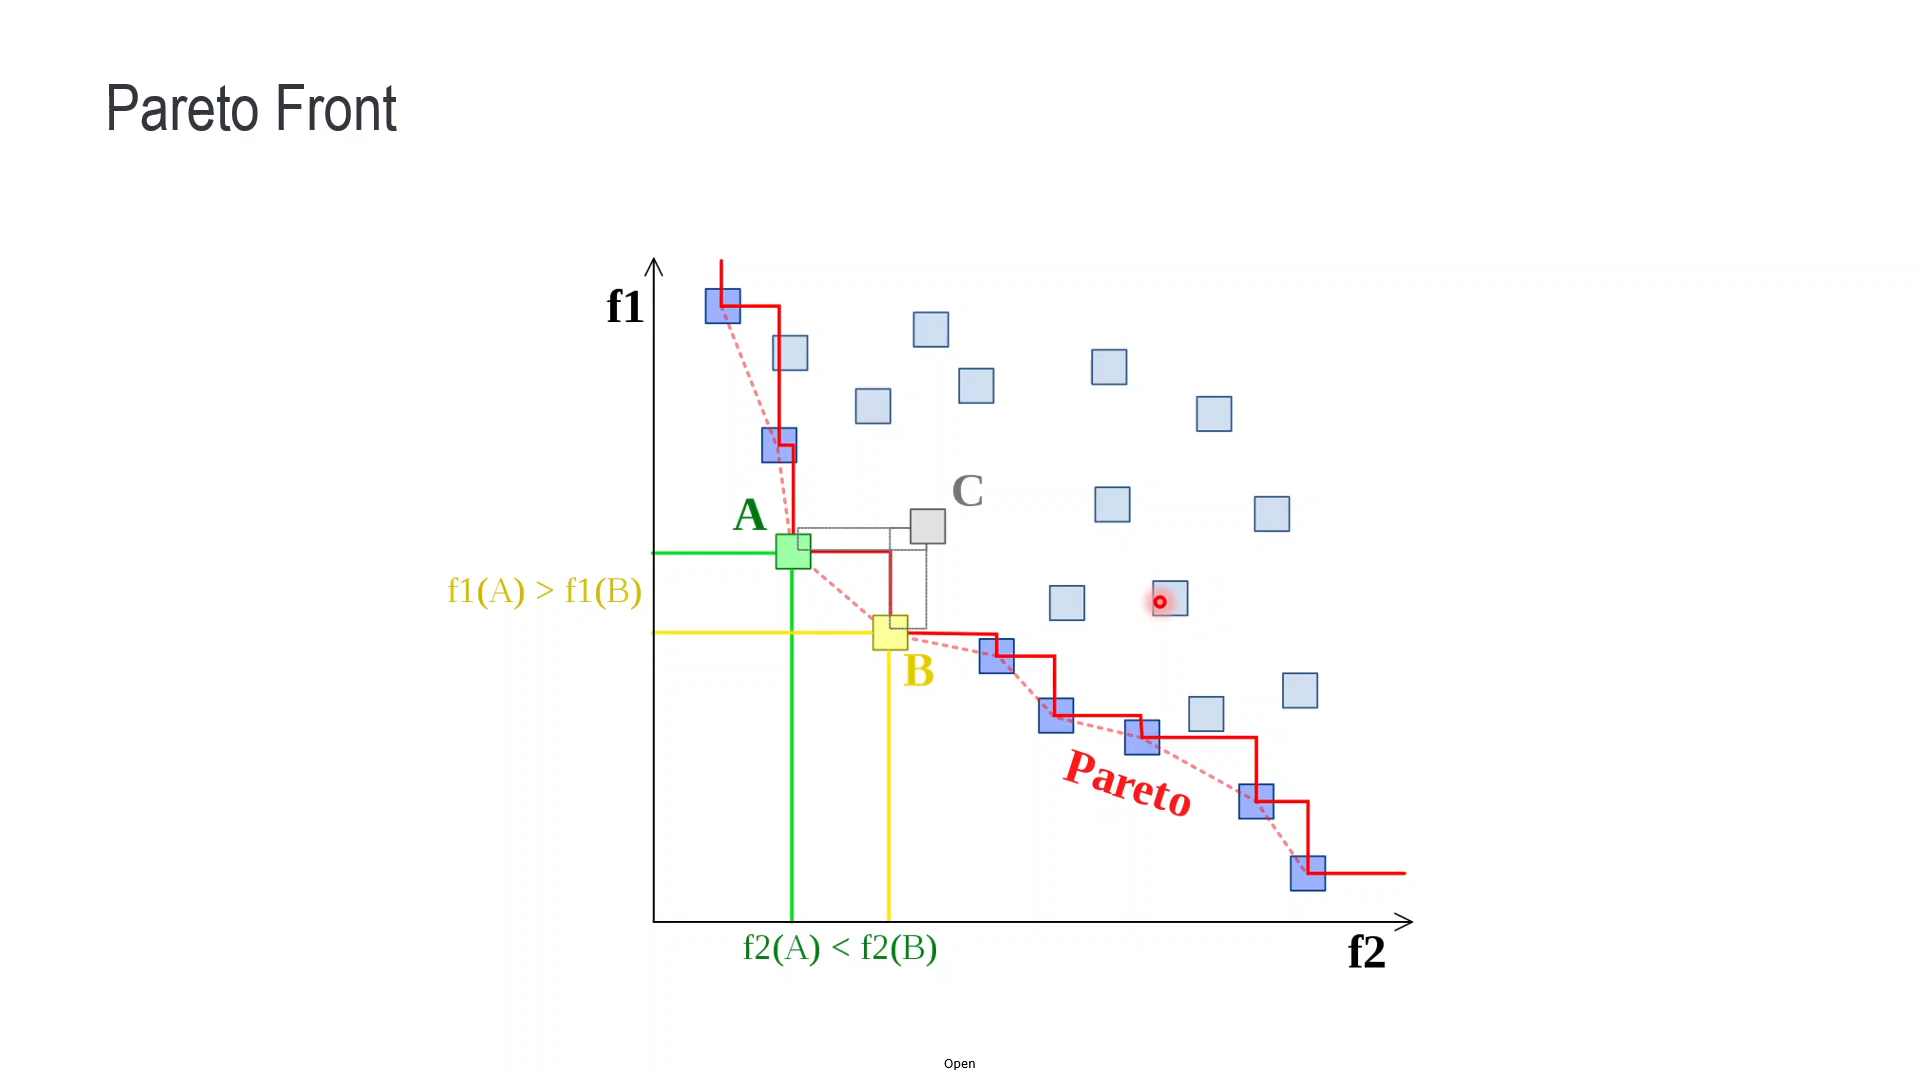 Pareto Front
f1
C
A
f1(A) > f1(B)
B
Pareto
f2(A) < f2(B)
f2
Open